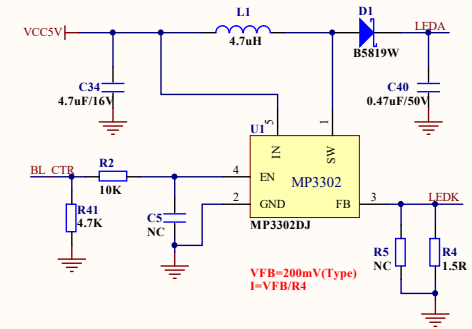 L1
D1
VCC5V
LEDA
4.7uH
B5819W
C34
4.7uF/16V
C40
0.47uF/50V
5
1
U1
IN
SW
BL_CTR
R2
10K
4
EN
MP3302
R41
4.7K
C5
NC
2
GND
FB
3
LEDK
MP3302DJ
R5
NC
R4
1.5R
VFB=200mV(Type)
I=VFB/R4